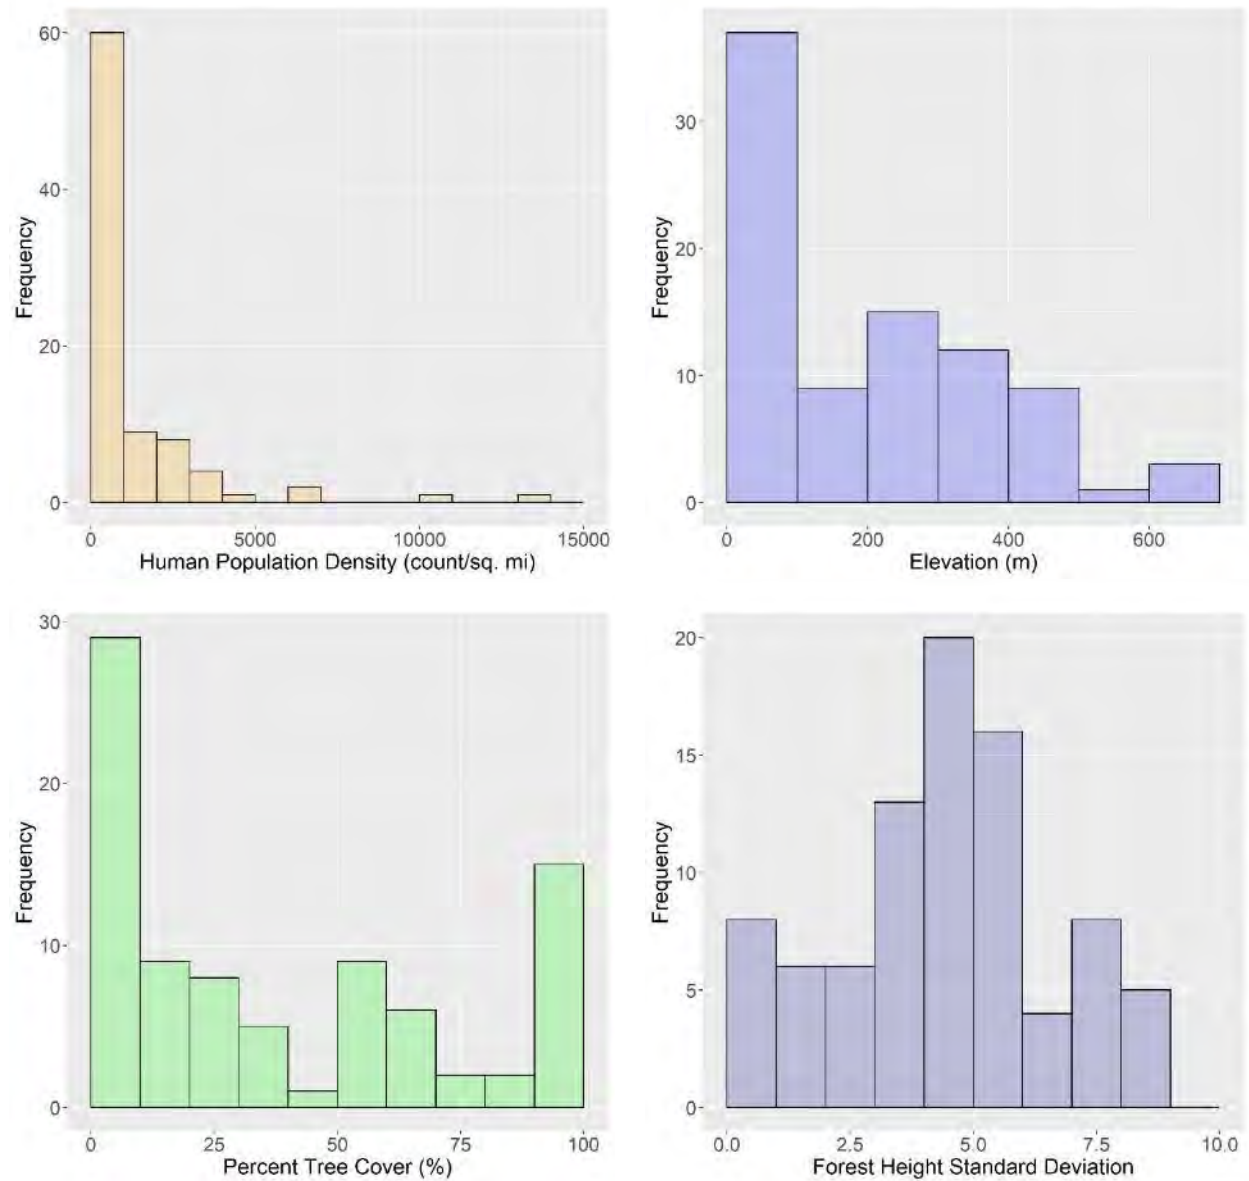 60
40
20
0
Frequency
0 5000 10000 15000
Human Population Density (count/sq. mi)
30
20
10
0
Frequency
0 200 400 600
Elevation (m)
30
20
10
0
Frequency
0 25 50 75 100
Percent Tree Cover (%)
20
15
10
5
0
Frequency
0.0 2.5 5.0 7.5 10.0
Forest Height Standard Deviation